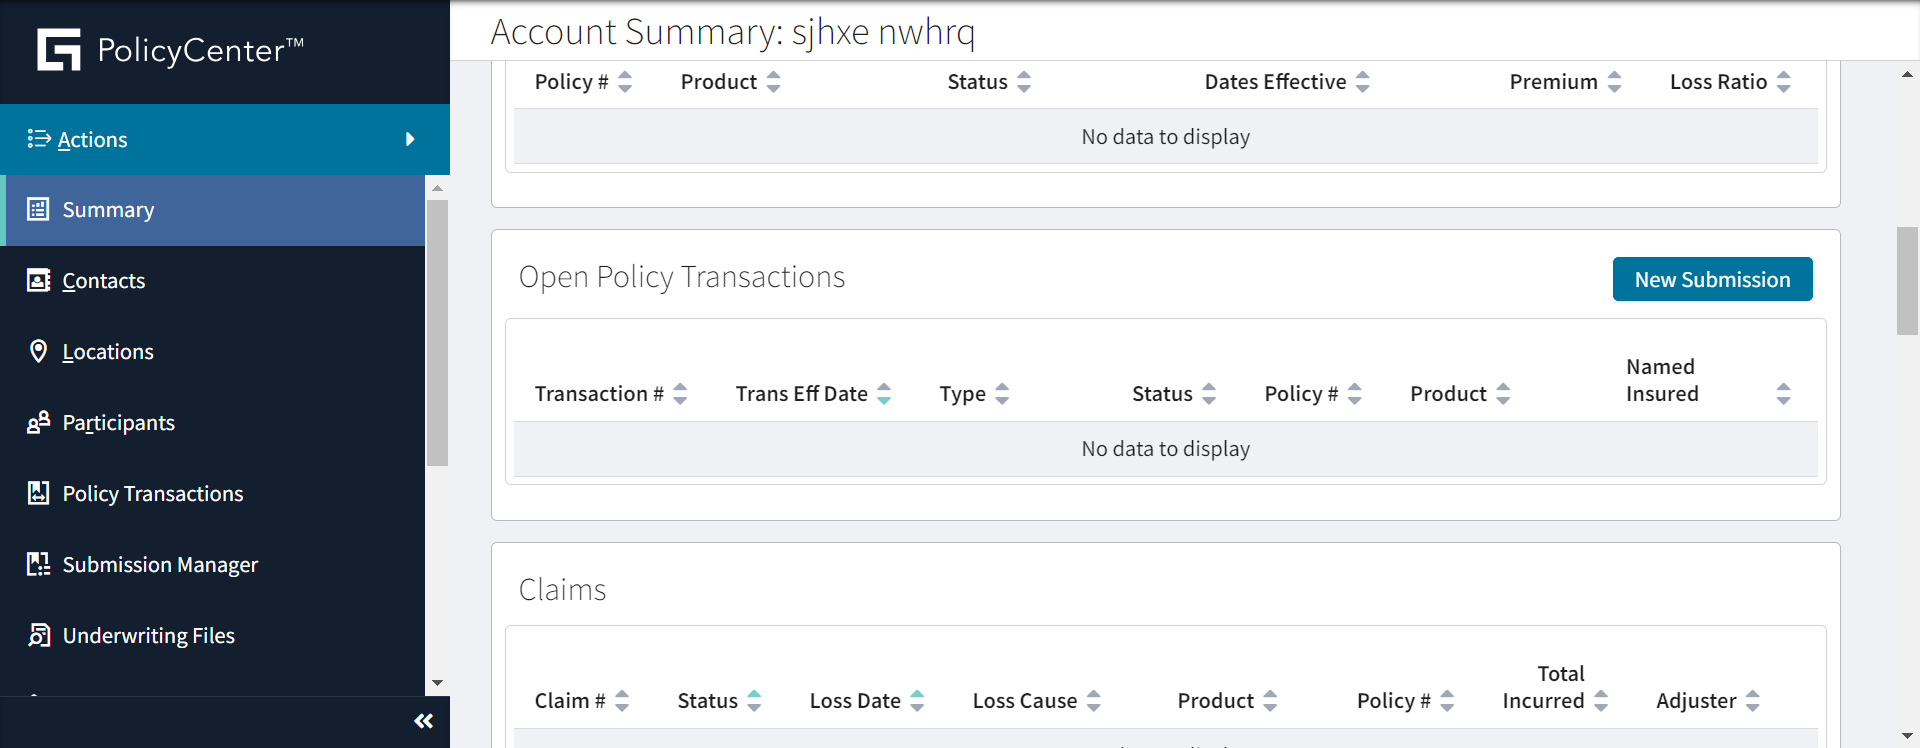 PolicyCenter™
Account Summary: sjhxe nwhrq
Actions
Summary
Contacts
Locations
Participants
Policy Transactions
Submission Manager
Underwriting Files
Policy # Product Status Dates Effective Premium Loss Ratio
No data to display
Open Policy Transactions
New Submission
Transaction # Trans Eff Date Type Status Policy # Product Named Insured
No data to display
Claims
Claim # Status Loss Date Loss Cause Product Policy # Total Incurred Adjuster